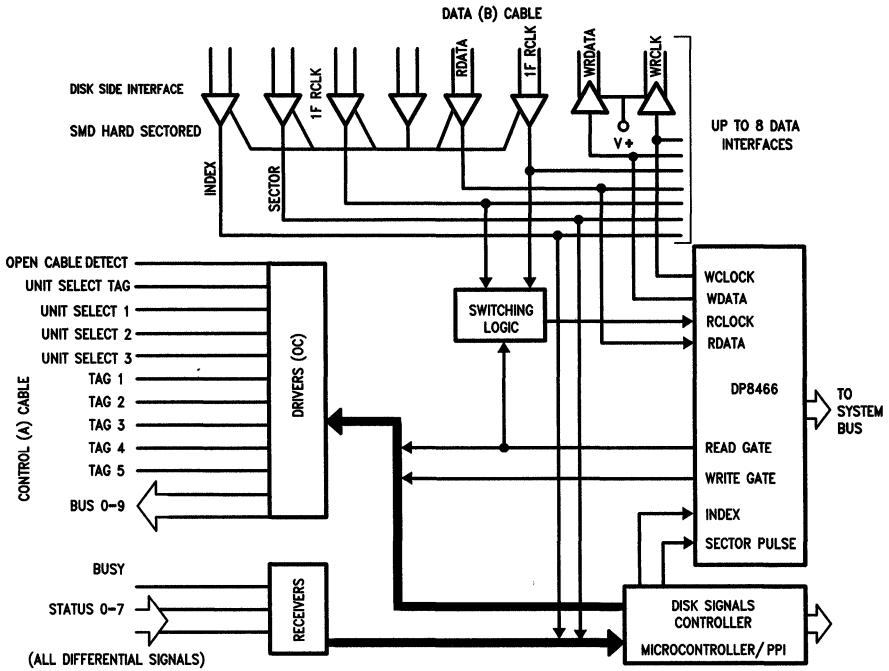 DATA (B) CABLE
RDATA
1F RCLK
WRDATA
WRCLK
DISK SIDE INTERFACE
1F RCLK
SMD HARD SECTORED
V+
UP TO 8 DATA
INTERFACES
INDEX
SECTOR
OPEN CABLE DETECT
UNIT SELECT TAG
UNIT SELECT 1
UNIT SELECT 2
UNIT SELECT 3
TAG 1
TAG 2
TAG 3
TAG 4
TAG 5
BUS 0-9
CONTROL (A) CABLE
DRIVERS (OC)
SWITCHING
LOGIC
WCLOCK
WDATA
RCLOCK
RDATA
DP8466
TO
SYSTEM
BUS
READ GATE
WRITE GATE
INDEX
SECTOR PULSE
BUSY
STATUS 0-7
RECEIVERS
(ALL DIFFERENTIAL SIGNALS)
DISK SIGNALS
CONTROLLER
MICROCONTROLLER/PPI